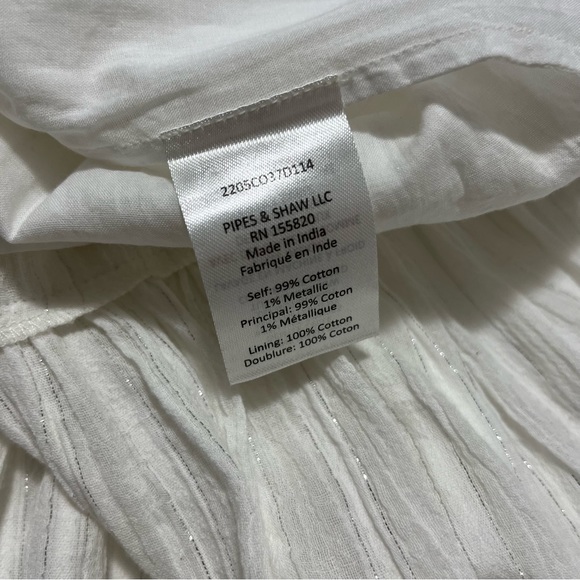 2205CO37D114
PIPES & SHAW LLC
RN 155820
Made in India
Fabriqué en Inde
Self: 99% Cotton
1% Metallic
Principal: 99% Coton
1% Métallique
Lining: 100% Cotton
Doublure: 100% Coton